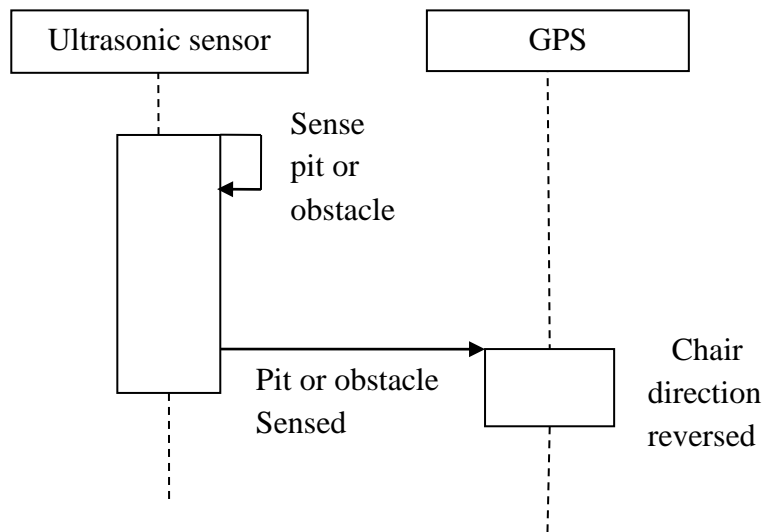 Ultrasonic sensor
GPS
Sense
pit or
obstacle
Pit or obstacle
Sensed
Chair
direction
reversed